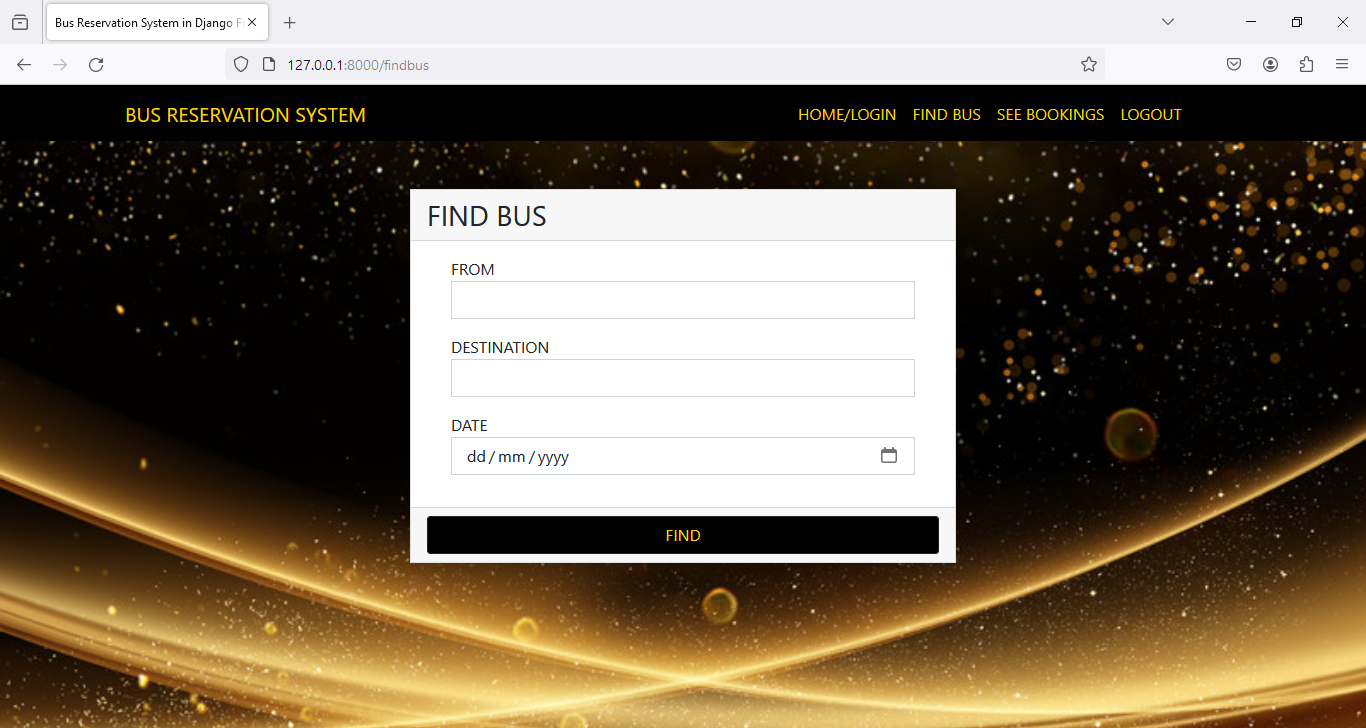 Bus Reservation System in Django F
127.0.0.1:8000/findbus
BUS RESERVATION SYSTEM
HOME/LOGIN FIND BUS SEE BOOKINGS LOGOUT
FIND BUS
FROM
DESTINATION
DATE
dd / mm / yyyy
FIND